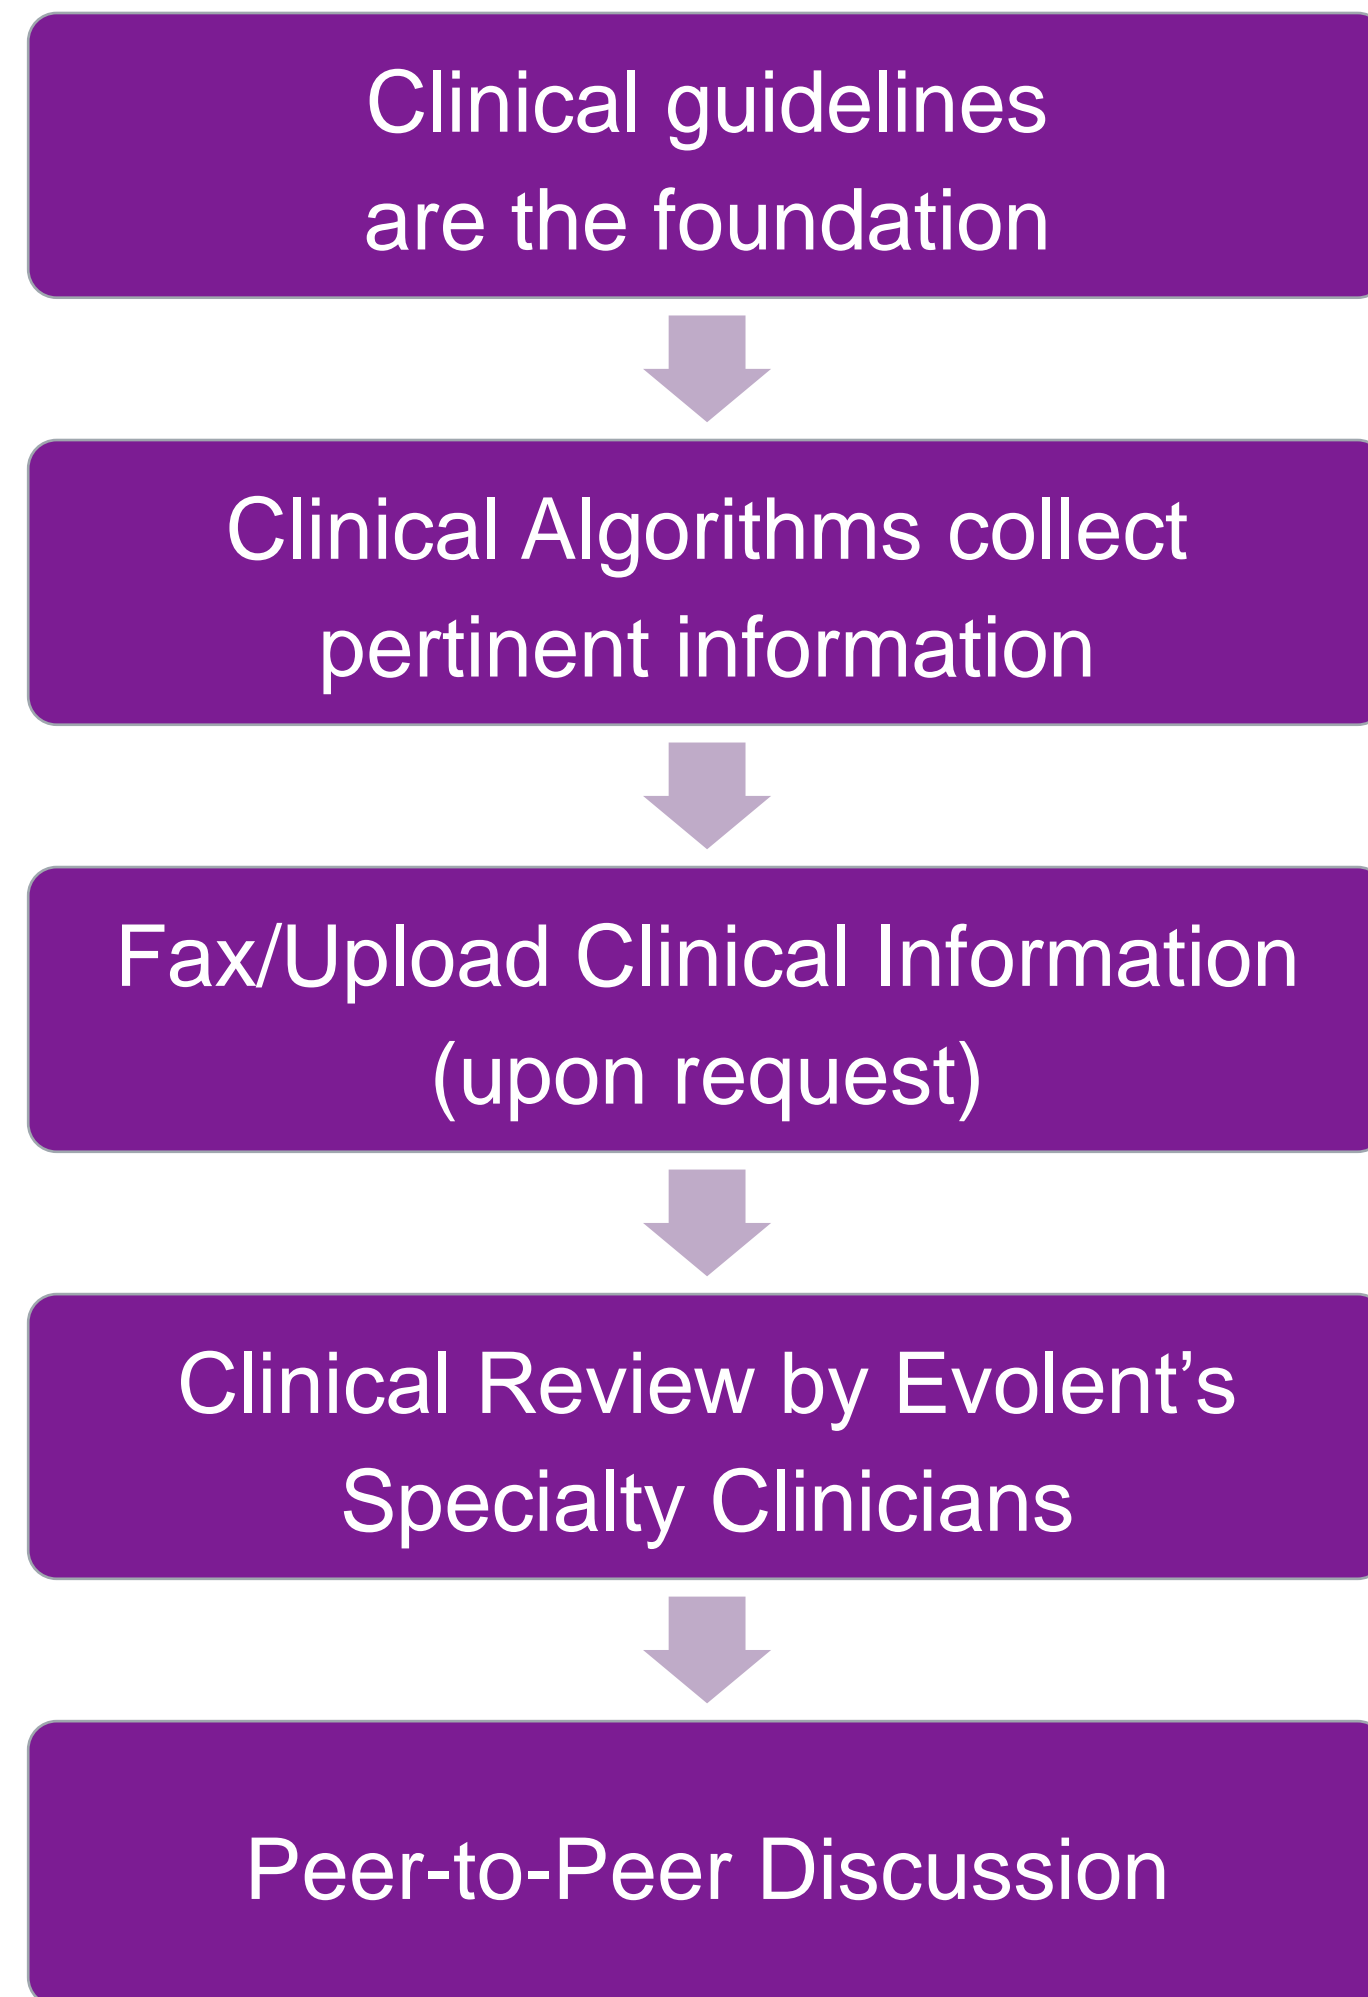 Clinical guidelines
are the foundation
Clinical Algorithms collect
pertinent information
Fax/Upload Clinical Information
(upon request)
Clinical Review by Evolent’s
Specialty Clinicians
Peer-to-Peer Discussion